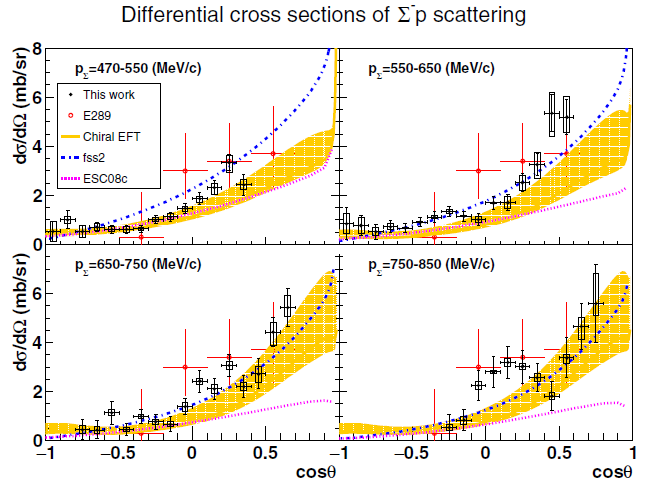 Differential cross sections of Σ⁻p scattering
dσ/dΩ (mb/sr)
8
6
4
2
0
p_Σ=470-550 (MeV/c)
This work
E289
Chiral EFT
fss2
ESC08c
p_Σ=550-650 (MeV/c)
dσ/dΩ (mb/sr)
6
4
2
0
p_Σ=650-750 (MeV/c)
p_Σ=750-850 (MeV/c)
−1 −0.5 0 0.5 −1 −0.5 0 0.5 1
cosθ cosθ